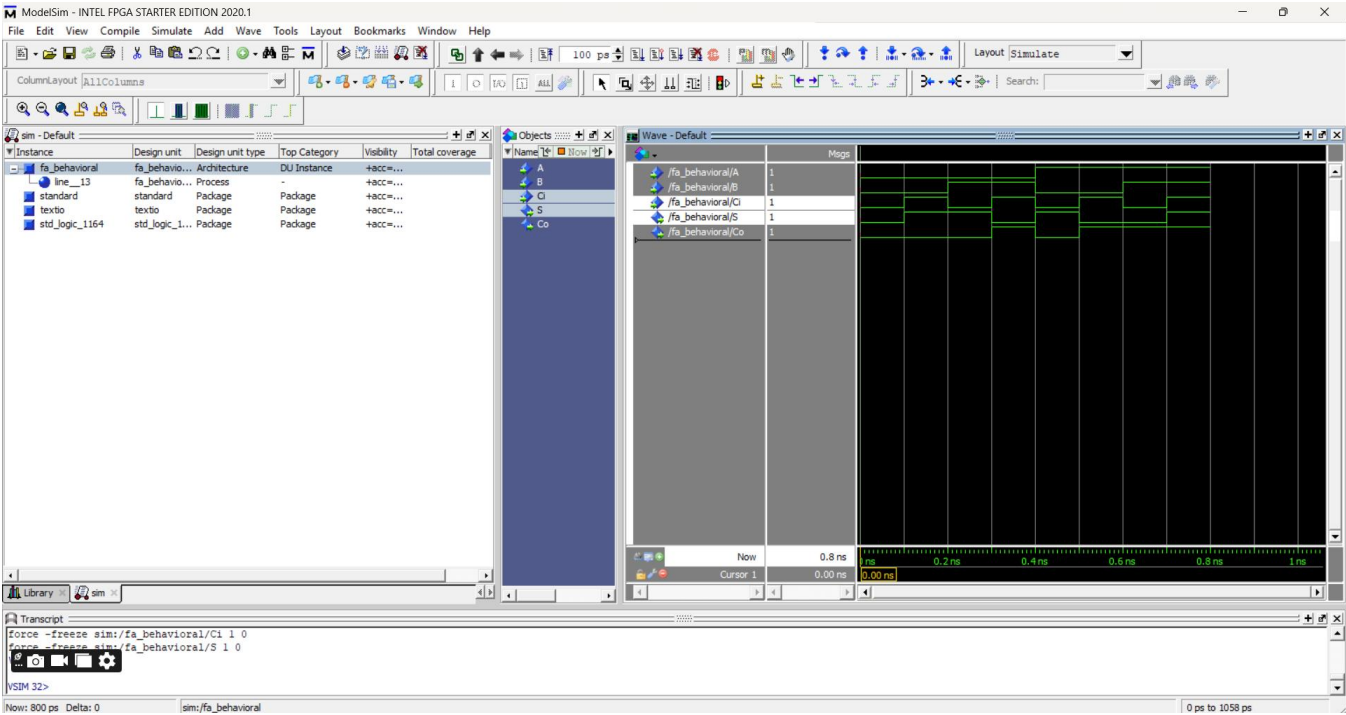 ModelSim - INTEL FPGA STARTER EDITION 2020.1
File Edit View Compile Simulate Add Wave Tools Layout Bookmarks Window Help
100 ps
Layout Simulate
ColumnLayout AllColumns
Search:
sim - Default
Instance Design unit Design unit type Top Category Visibility Total coverage
fa_behavioral fa_behavio... Architecture DU Instance +acc=...
line__13 fa_behavio... Process - +acc=...
standard standard Package Package +acc=...
textio textio Package Package +acc=...
std_logic_1164 std_logic_1... Package Package +acc=...
Library
sim
Objects
Name Now
A
B
Ci
S
Co
Wave - Default
Msgs
/fa_behavioral/A 1
/fa_behavioral/B 1
/fa_behavioral/Ci 1
/fa_behavioral/S 1
/fa_behavioral/Co 1
Now 0.8 ns
Cursor 1 0.00 ns
ns 0.2 ns 0.4 ns 0.6 ns 0.8 ns 1 ns
0.00 ns
Transcript
force -freeze sim:/fa_behavioral/Ci 1 0
force -freeze sim:/fa_behavioral/S 1 0
VSIM 32>
Now: 800 ps Delta: 0 sim:/fa_behavioral 0 ps to 1058 ps